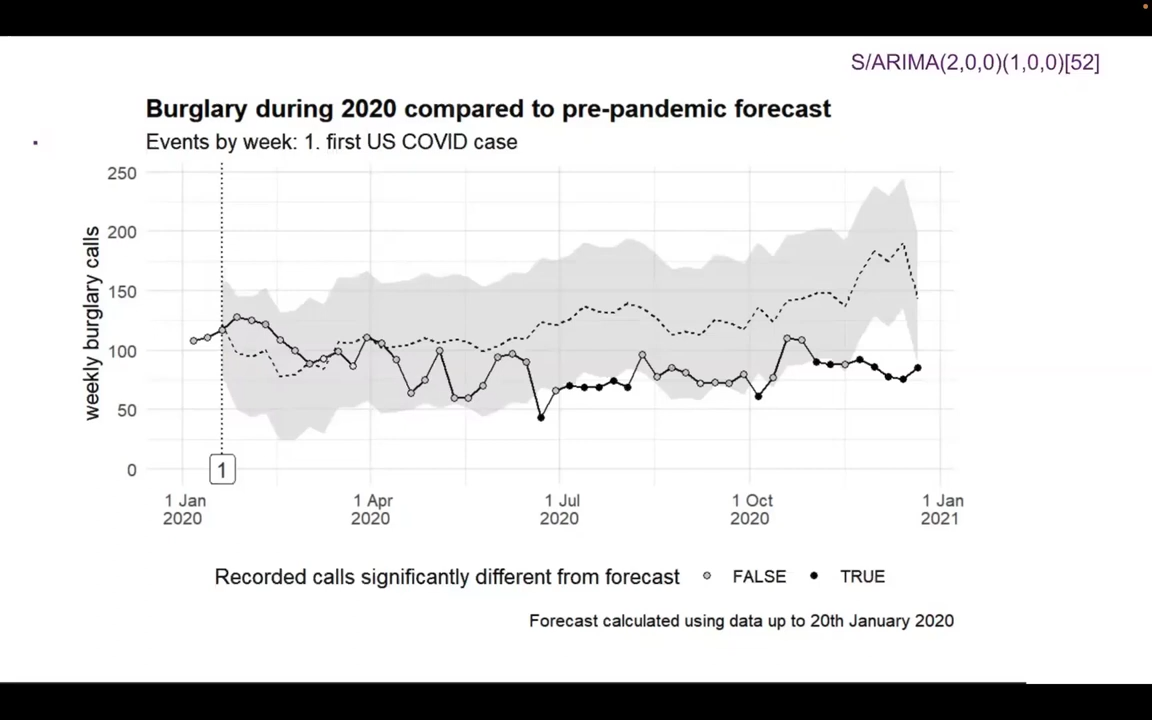 S/ARIMA(2,0,0)(1,0,0)[52]
Burglary during 2020 compared to pre-pandemic forecast
Events by week: 1. first US COVID case
weekly burglary calls
250
200
150
100
50
0
1
1 Jan
2020
1 Apr
2020
1 Jul
2020
1 Oct
2020
1 Jan
2021
Recorded calls significantly different from forecast FALSE TRUE
Forecast calculated using data up to 20th January 2020